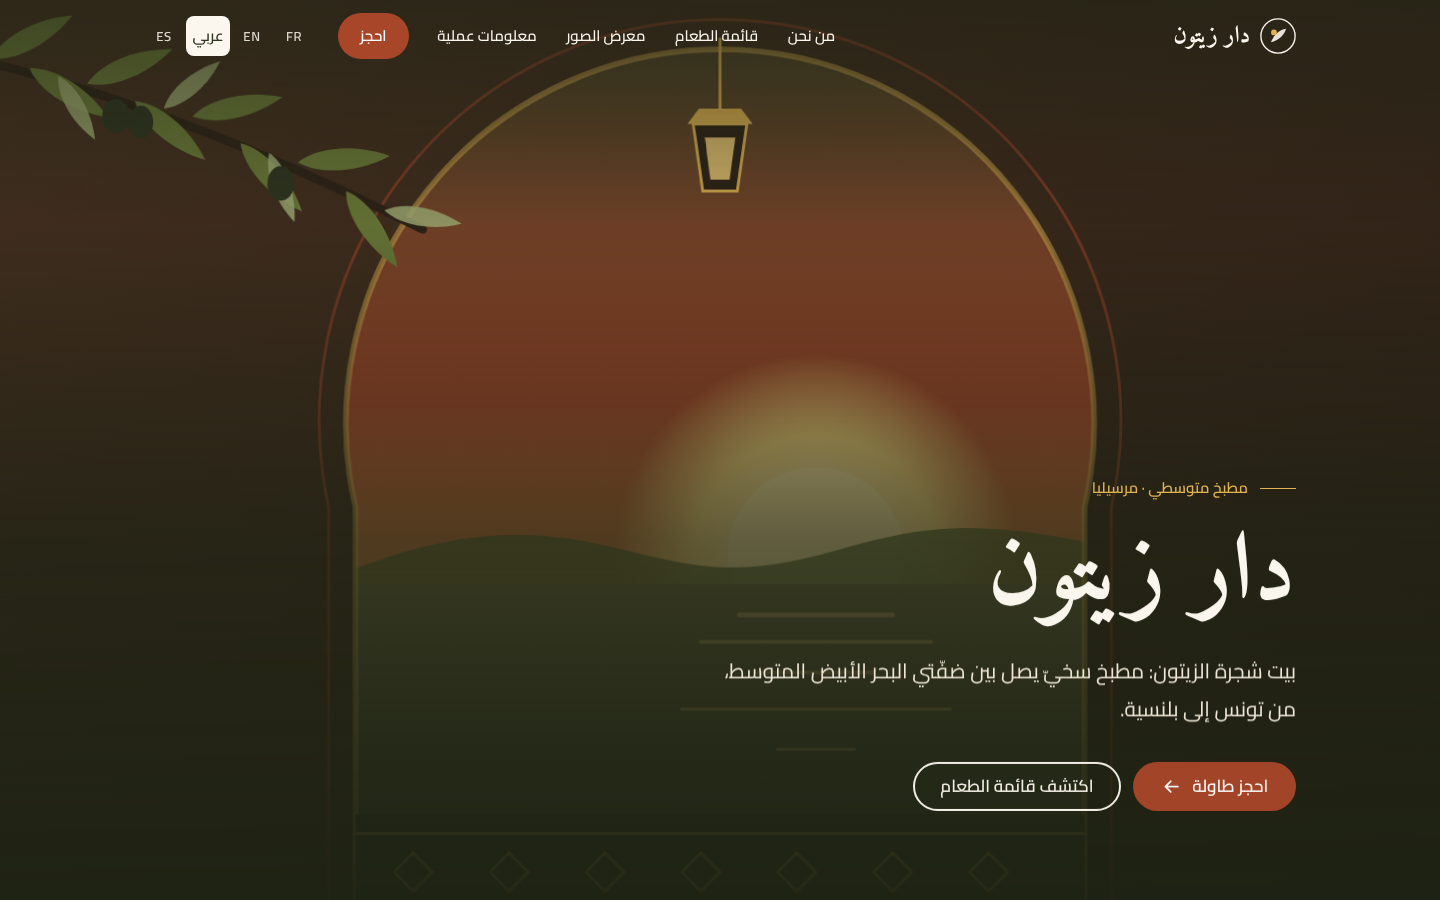 دار زيتون
من نحن
قائمة الطعام
معرض الصور
معلومات عملية
احجز
FR
EN
عربي
ES
مطبخ متوسطي · مرسيليا
دار زيتون
بيت شجرة الزيتون: مطبخ سخيّ يصل بين ضفّتي البحر الأبيض المتوسط،
من تونس إلى بلنسية.
احجز طاولة ←
اكتشف قائمة الطعام